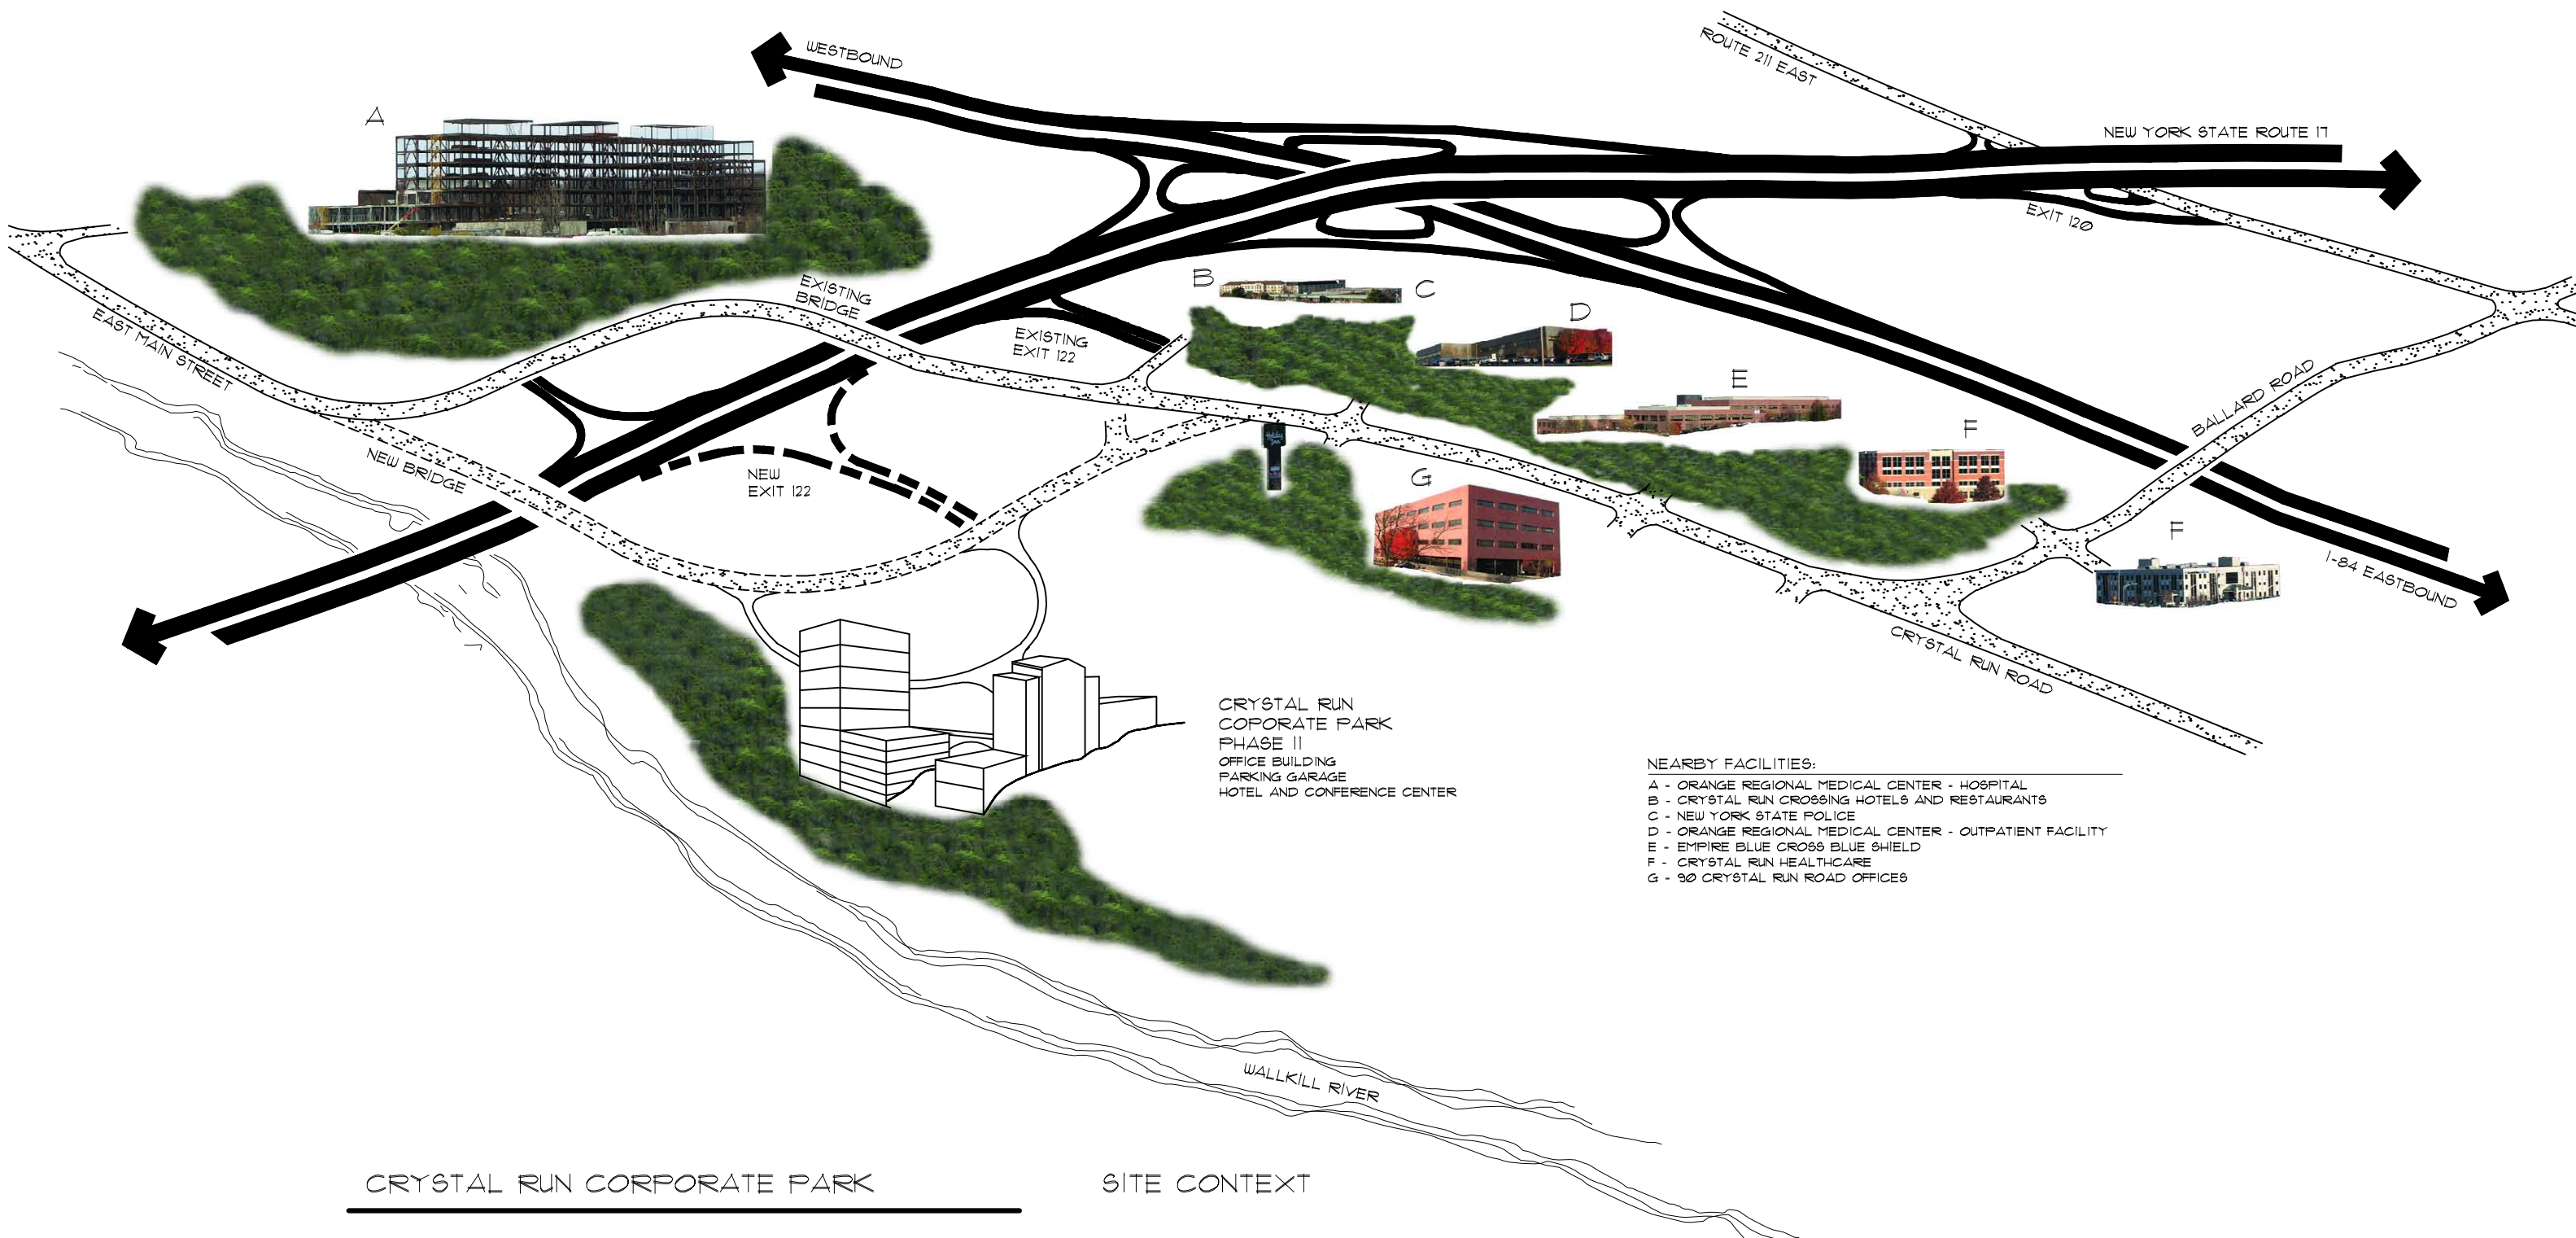 WESTBOUND
ROUTE 211 EAST
NEW YORK STATE ROUTE 17
A
EXIT 120
EXISTING
BRIDGE
B
C
D
EAST MAIN STREET
EXISTING
EXIT 122
E
BALLARD ROAD
F
Holiday
Inn
NEW BRIDGE
NEW
EXIT 122
G
F
I-84 EASTBOUND
CRYSTAL RUN ROAD
CRYSTAL RUN
COPORATE PARK
PHASE II
OFFICE BUILDING
PARKING GARAGE
HOTEL AND CONFERENCE CENTER
NEARBY FACILITIES:
A - ORANGE REGIONAL MEDICAL CENTER - HOSPITAL
B - CRYSTAL RUN CROSSING HOTELS AND RESTAURANTS
C - NEW YORK STATE POLICE
D - ORANGE REGIONAL MEDICAL CENTER - OUTPATIENT FACILITY
E - EMPIRE BLUE CROSS BLUE SHIELD
F - CRYSTAL RUN HEALTHCARE
G - 90 CRYSTAL RUN ROAD OFFICES
WALLKILL RIVER
CRYSTAL RUN CORPORATE PARK
SITE CONTEXT